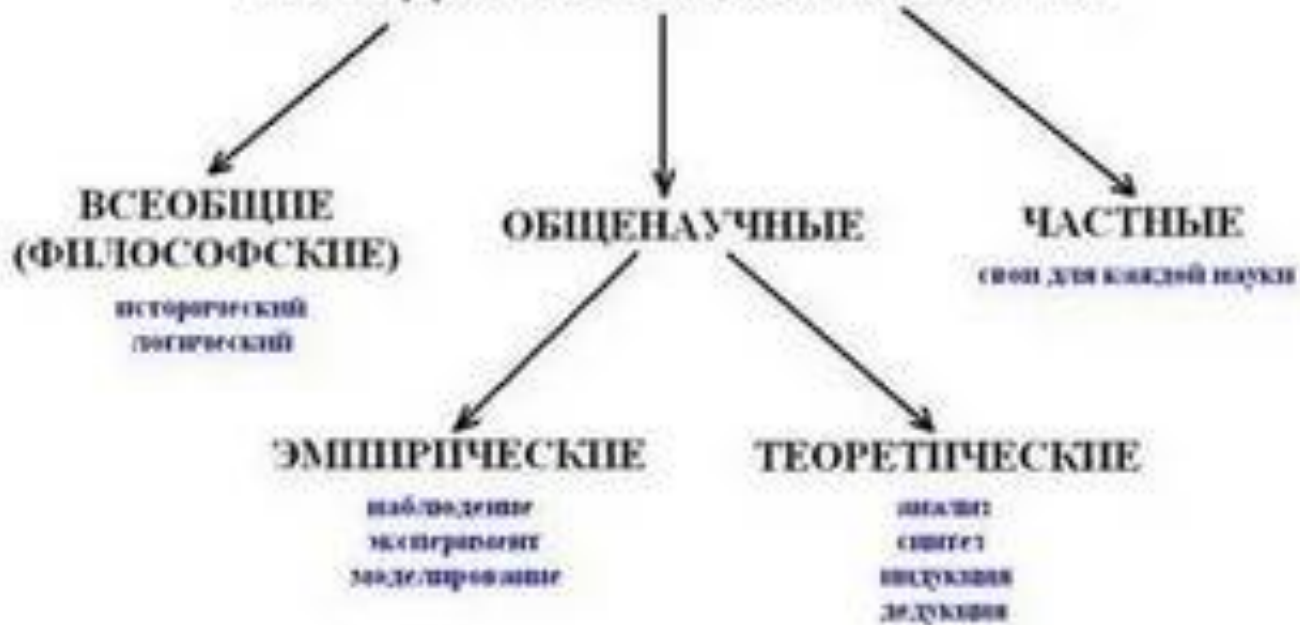 ВСЕОБЩИЕ
(ФИЛОСОФСКИЕ)
исторический
логический
ОБЩЕНАУЧНЫЕ
ЧАСТНЫЕ
свои для каждой науки
ЭМПИРИЧЕСКИЕ
наблюдение
эксперимент
моделирование
ТЕОРЕТИЧЕСКИЕ
анализ
синтез
индукция
дедукция